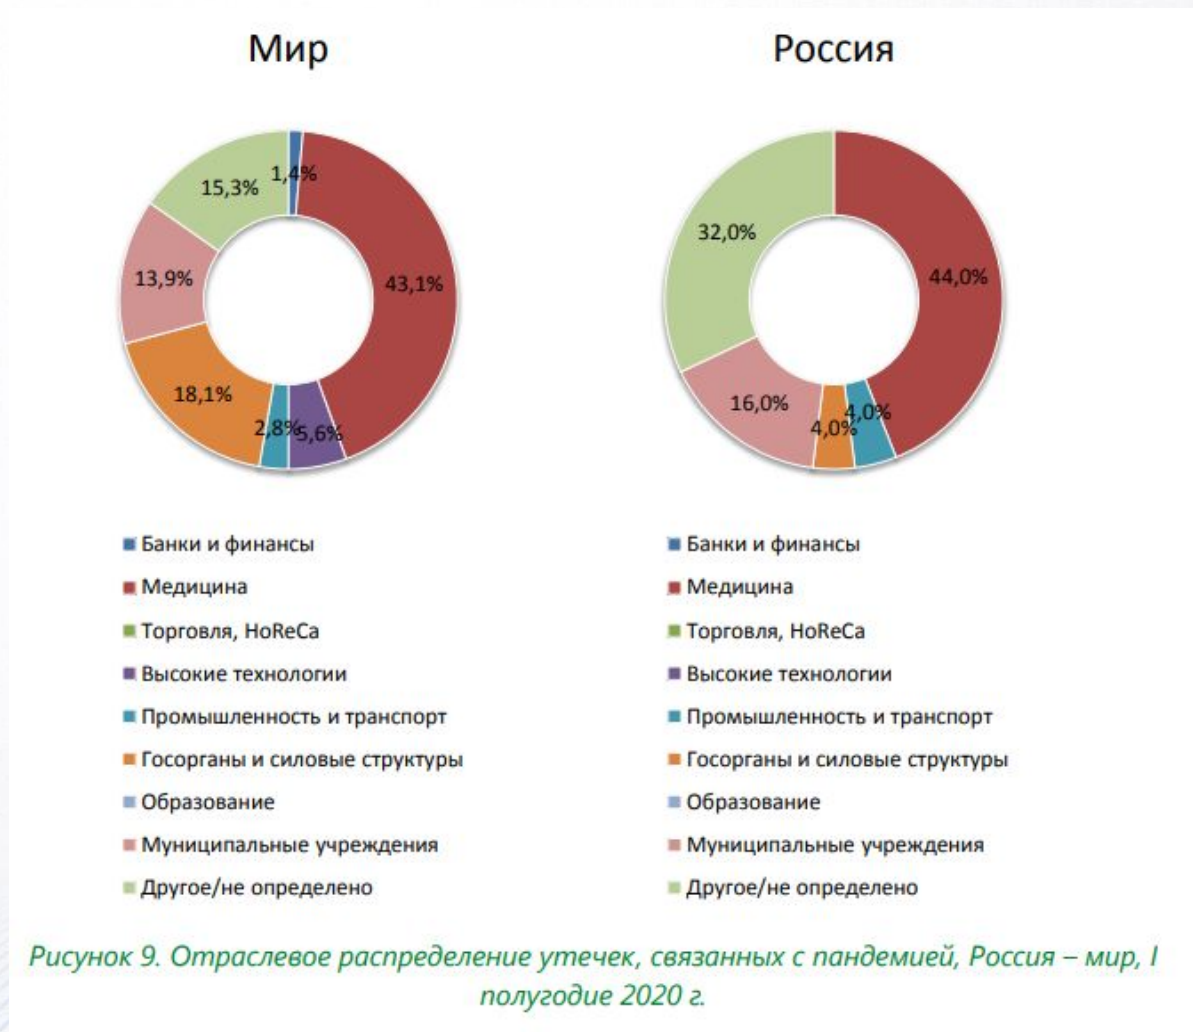 Мир
1,4%
43,1%
5,6%
2,8%
18,1%
13,9%
15,3%
Банки и финансы
Медицина
Торговля, HoReCa
Высокие технологии
Промышленность и транспорт
Госорганы и силовые структуры
Образование
Муниципальные учреждения
Другое/не определено
Россия
44,0%
4,0%
4,0%
16,0%
32,0%
Банки и финансы
Медицина
Торговля, HoReCa
Высокие технологии
Промышленность и транспорт
Госорганы и силовые структуры
Образование
Муниципальные учреждения
Другое/не определено
Рисунок 9. Отраслевое распределение утечек, связанных с пандемией, Россия – мир, I
полугодие 2020 г.